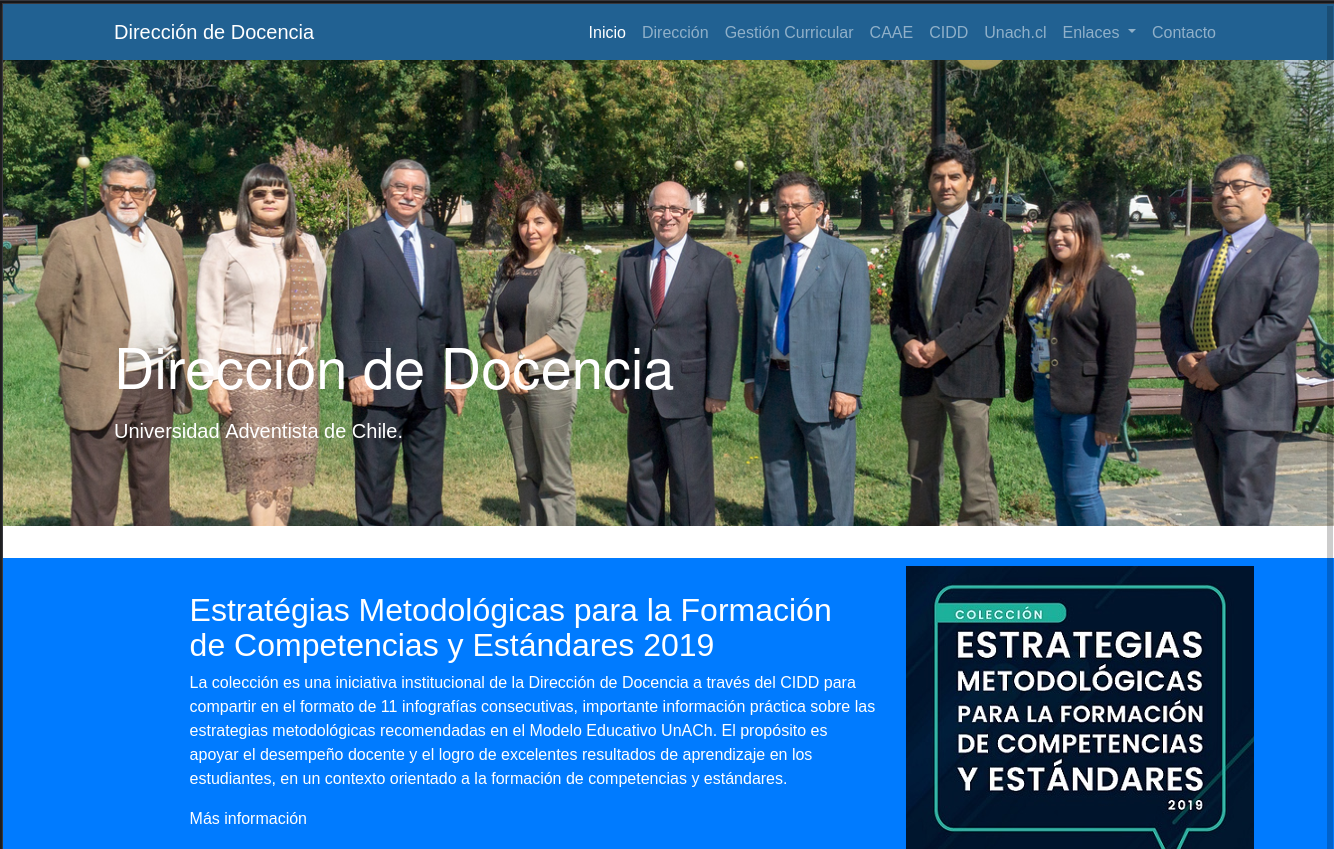 Dirección de Docencia
Inicio Dirección Gestión Curricular CAAE CIDD Unach.cl Enlaces Contacto
Dirección de Docencia
Universidad Adventista de Chile.
Estratégias Metodológicas para la Formación
de Competencias y Estándares 2019
La colección es una iniciativa institucional de la Dirección de Docencia a través del CIDD para
compartir en el formato de 11 infografías consecutivas, importante información práctica sobre las
estrategias metodológicas recomendadas en el Modelo Educativo UnACh. El propósito es
apoyar el desempeño docente y el logro de excelentes resultados de aprendizaje en los
estudiantes, en un contexto orientado a la formación de competencias y estándares.
Más información
COLECCIÓN
ESTRATEGIAS
METODOLÓGICAS
PARA LA FORMACIÓN
DE COMPETENCIAS
Y ESTÁNDARES
2019